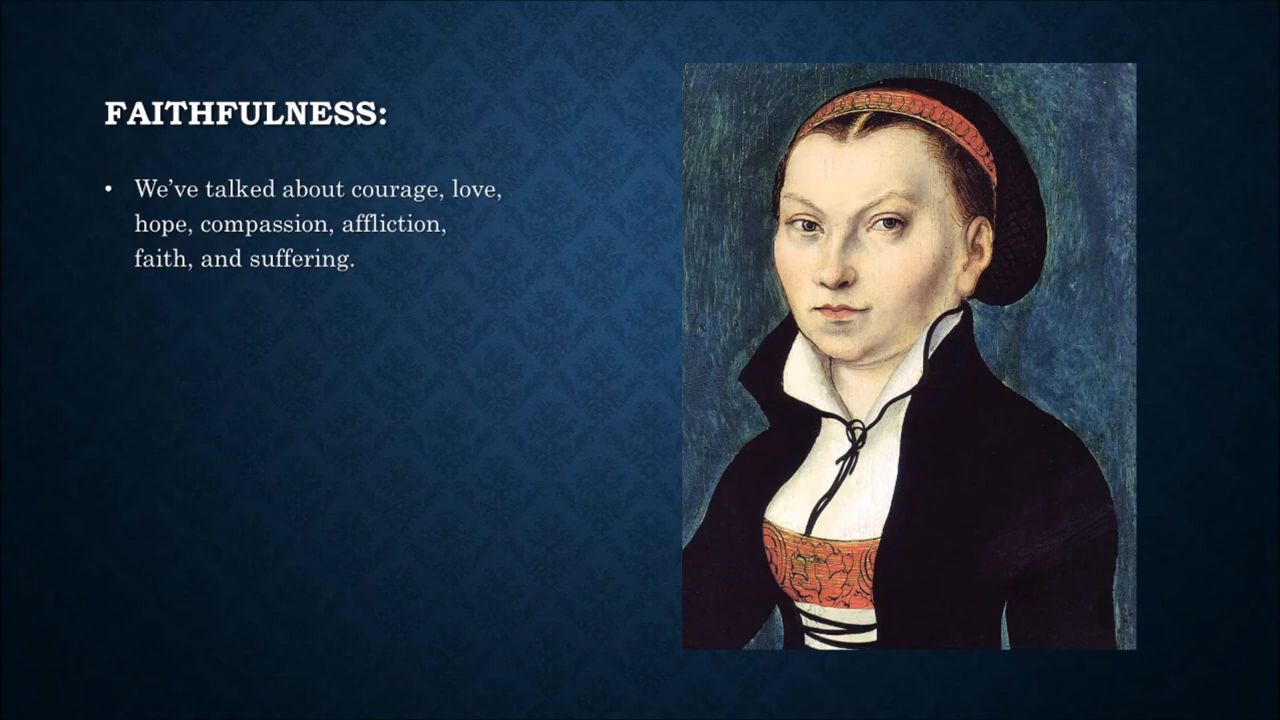 FAITHFULNESS:
• We’ve talked about courage, love,
hope, compassion, affliction,
faith, and suffering.